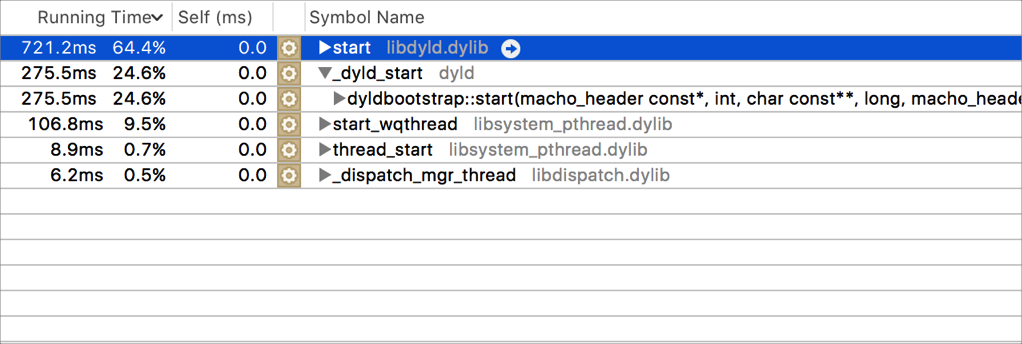 Running Time Self (ms) Symbol Name
721.2ms 64.4% 0.0 start libdyld.dylib
275.5ms 24.6% 0.0 _dyld_start dyld
275.5ms 24.6% 0.0 dyldbootstrap::start(macho_header const*, int, char const**, long, macho_heade
106.8ms 9.5% 0.0 start_wqthread libsystem_pthread.dylib
8.9ms 0.7% 0.0 thread_start libsystem_pthread.dylib
6.2ms 0.5% 0.0 _dispatch_mgr_thread libdispatch.dylib